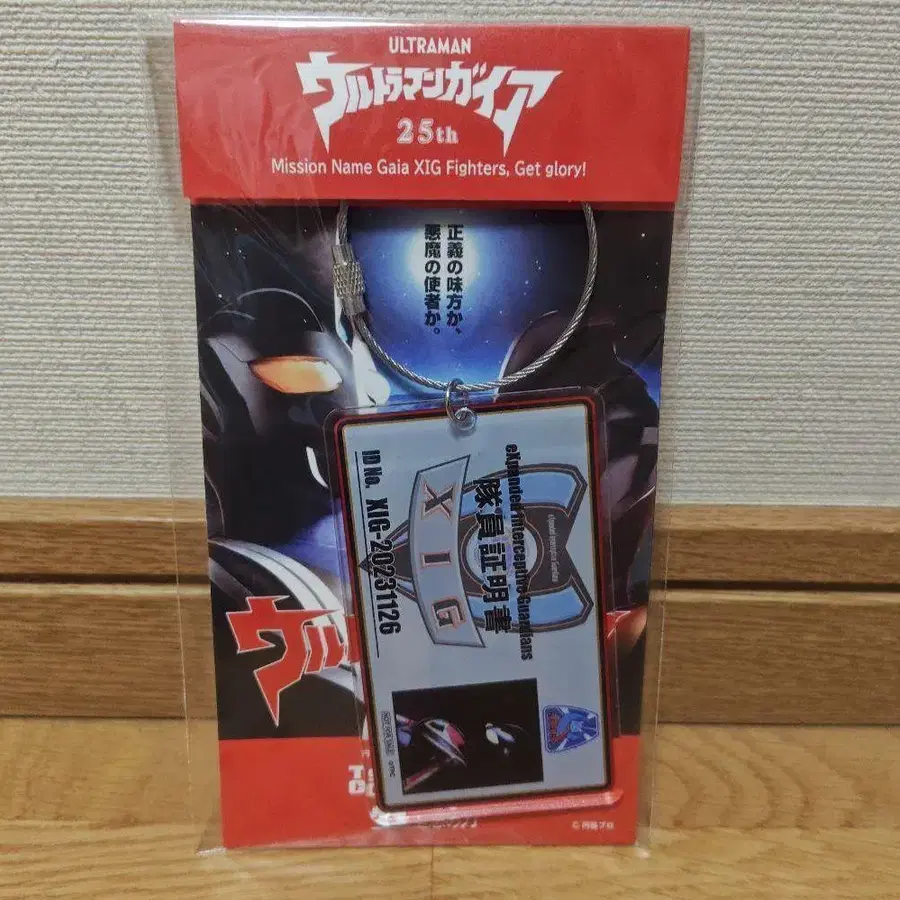 ULTRAMAN
ウルトラマンガイア
25th
Mission Name Gaia XIG Fighters, Get glory!
正義の味方か、
悪魔の使者か。
eXpanded Interceptive Guardians
隊員証明書
XIG
ID No. XIG-20231126
ウル
©円谷プロ